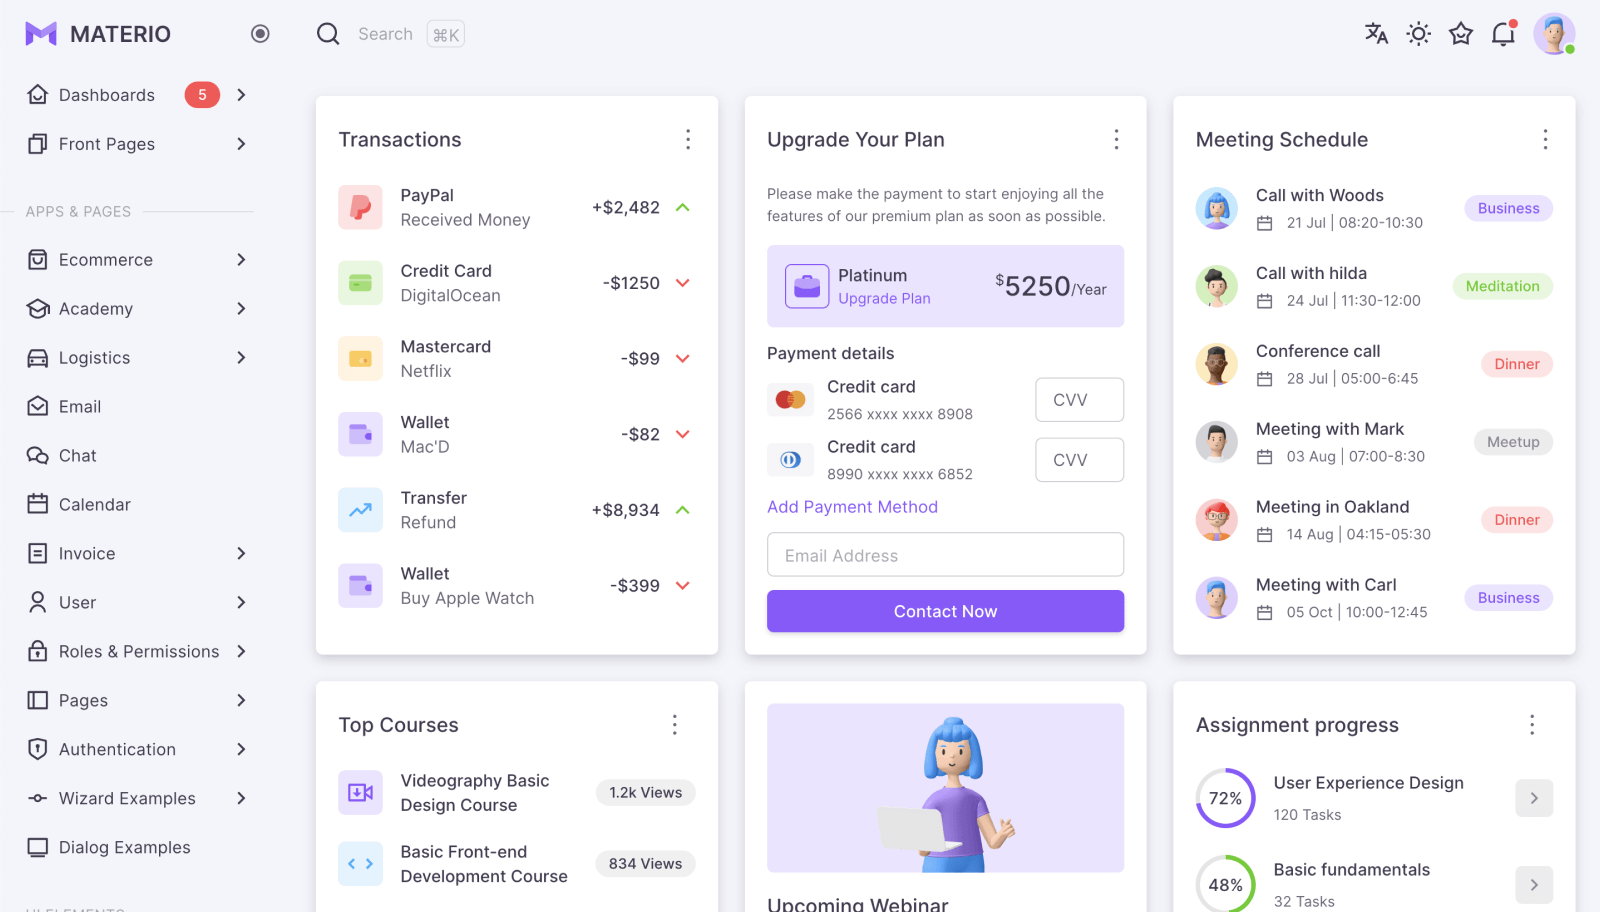 MATERIO
Search ⌘K
Dashboards 5
Front Pages
APPS & PAGES
Ecommerce
Academy
Logistics
Email
Chat
Calendar
Invoice
User
Roles & Permissions
Pages
Authentication
Wizard Examples
Dialog Examples
UI ELEMENTS
Transactions
PayPal
Received Money
+$2,482
Credit Card
DigitalOcean
-$1250
Mastercard
Netflix
-$99
Wallet
Mac'D
-$82
Transfer
Refund
+$8,934
Wallet
Buy Apple Watch
-$399
Upgrade Your Plan
Please make the payment to start enjoying all the
features of our premium plan as soon as possible.
Platinum
Upgrade Plan
$5250/Year
Payment details
Credit card
2566 xxxx xxxx 8908
CVV
Credit card
8990 xxxx xxxx 6852
CVV
Add Payment Method
Email Address
Contact Now
Meeting Schedule
Call with Woods
21 Jul | 08:20-10:30
Business
Call with hilda
24 Jul | 11:30-12:00
Meditation
Conference call
28 Jul | 05:00-6:45
Dinner
Meeting with Mark
03 Aug | 07:00-8:30
Meetup
Meeting in Oakland
14 Aug | 04:15-05:30
Dinner
Meeting with Carl
05 Oct | 10:00-12:45
Business
Top Courses
Videography Basic
Design Course
1.2k Views
Basic Front-end
Development Course
834 Views
Upcoming Webinar
Assignment progress
72%
User Experience Design
120 Tasks
48%
Basic fundamentals
32 Tasks